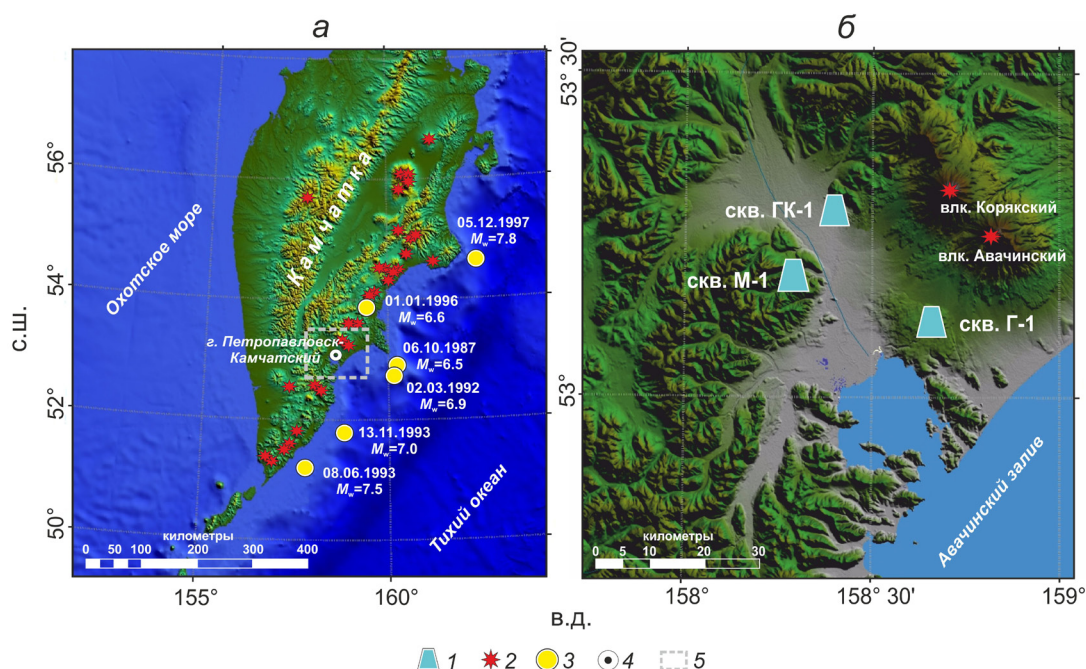 а
б
56°
54°
52°
50°
с.ш.
Охотское море
Камчатка
05.12.1997
Mw=7.8
01.01.1996
Mw=6.6
г. Петропавловск-
Камчатский
06.10.1987
Mw=6.5
02.03.1992
Mw=6.9
13.11.1993
Mw=7.0
08.06.1993
Mw=7.5
Тихий океан
километры
0 50 100 200 300 400
155°
160°
53° 30'
53°
скв. ГК-1
влк. Корякский
влк. Авачинский
скв. М-1
скв. Г-1
Авачинский залив
километры
0 5 10 20 30
158°
158° 30'
159°
в.д.
1 2 3 4 5